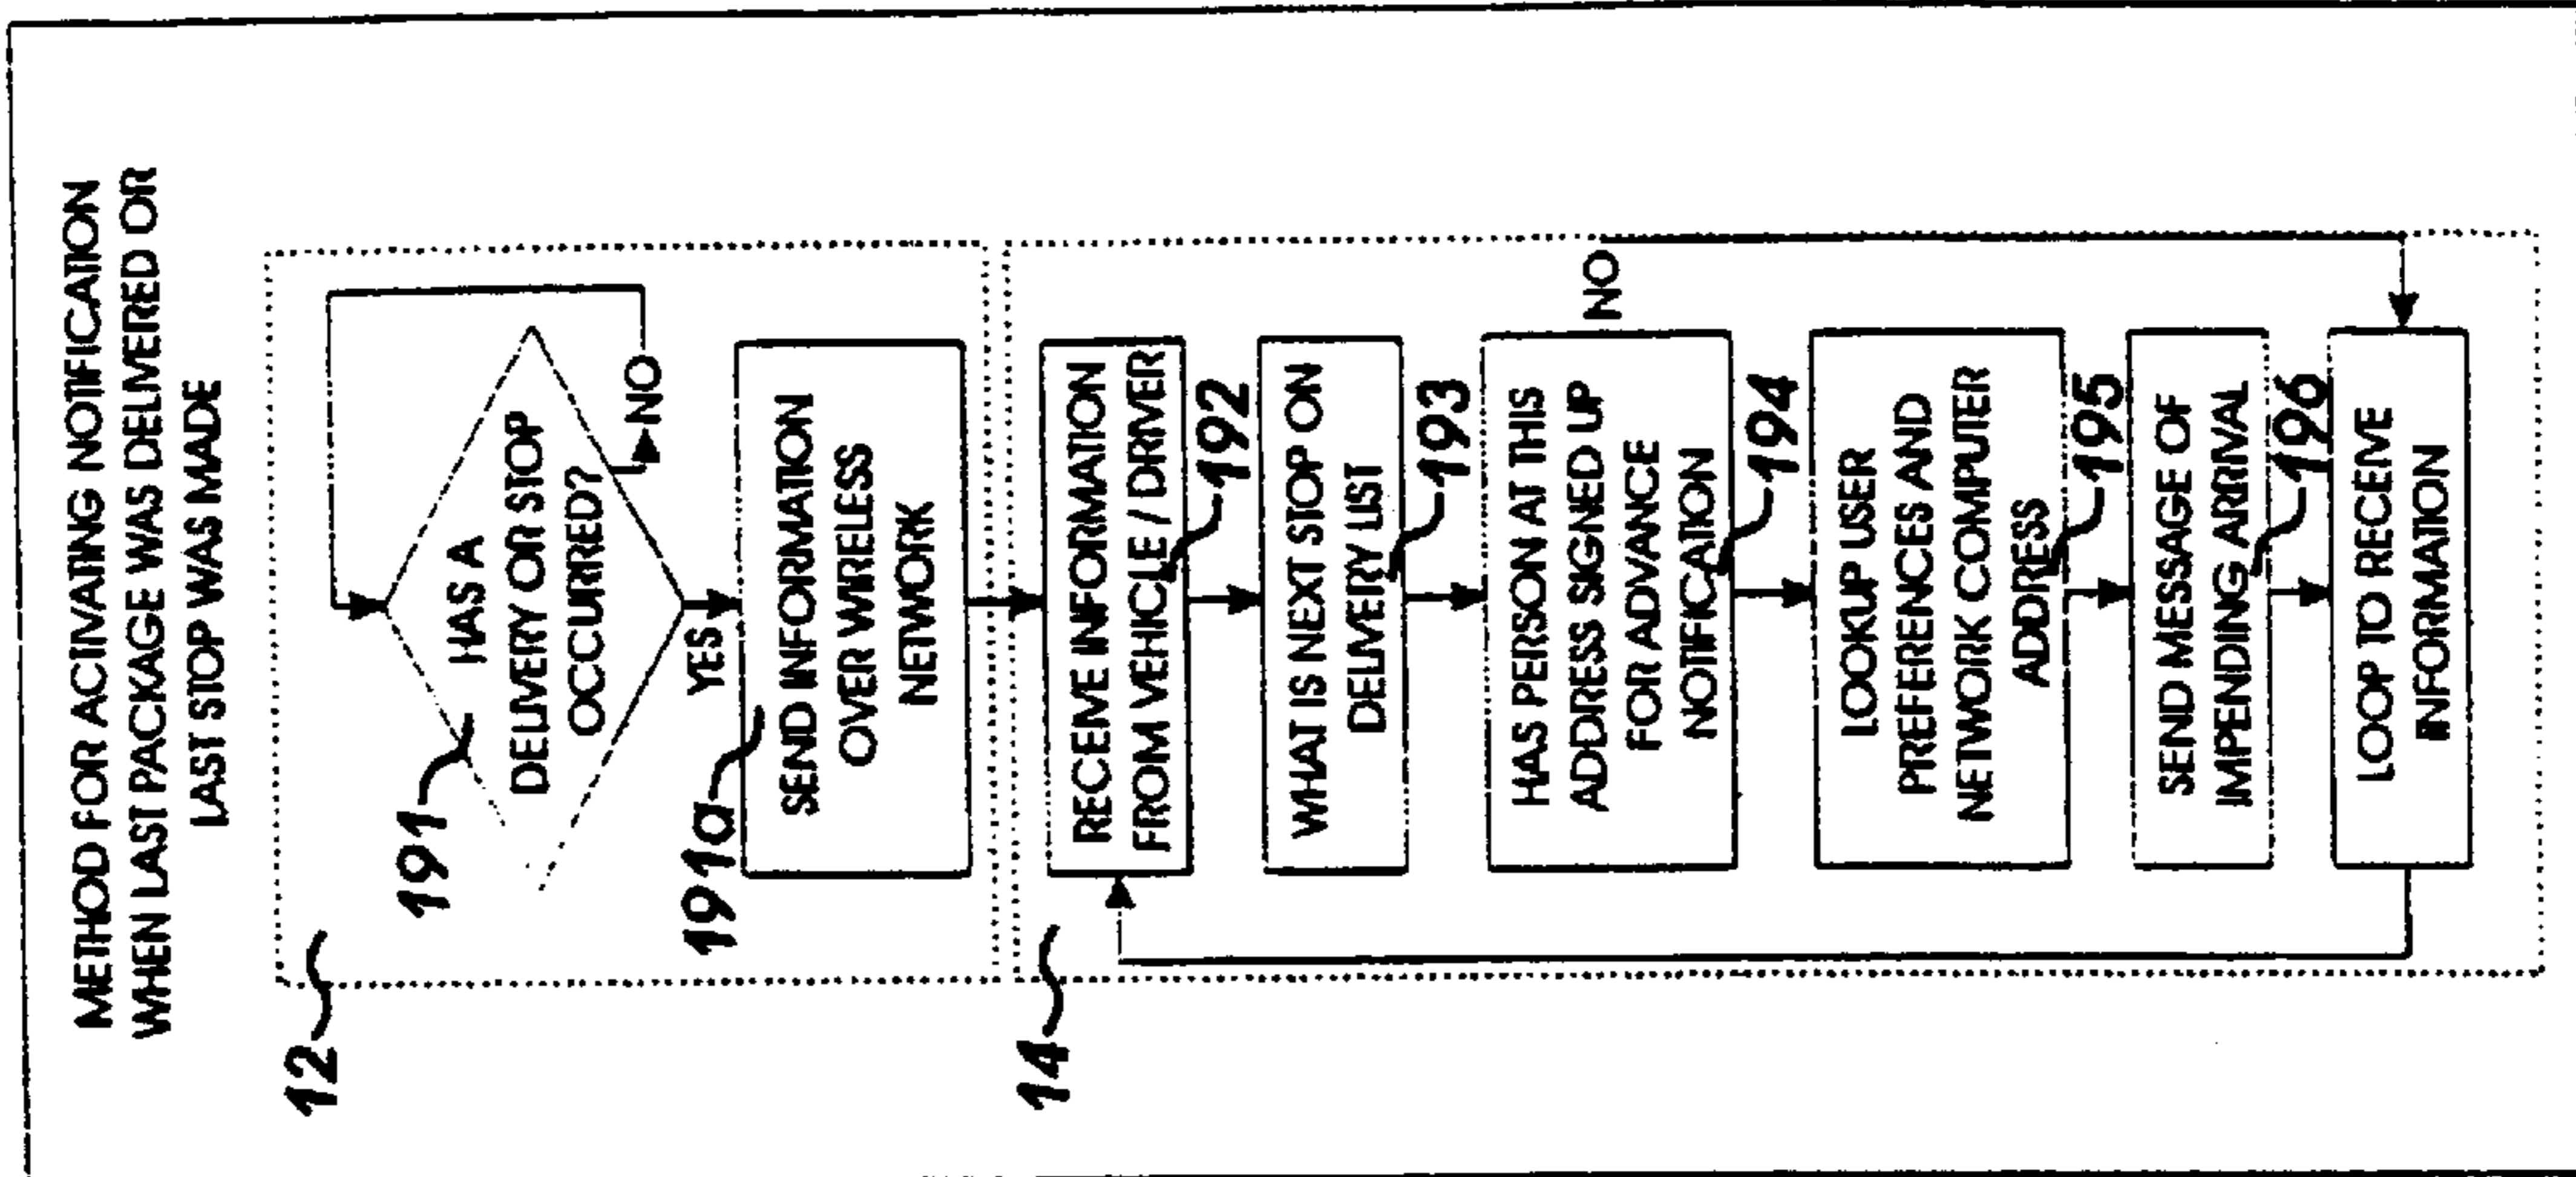 METHOD FOR ACTIVATING NOTIFICATION
WHEN LAST PACKAGE WAS DELIVERED OR
LAST STOP WAS MADE
12
191
HAS A
DELIVERY OR STOP
OCCURRED?
NO
YES
191a
SEND INFORMATION
OVER WIRELESS
NETWORK
14
RECEIVE INFORMATION
FROM VEHICLE / DRIVER
192
WHAT IS NEXT STOP ON
DELIVERY LIST
193
HAS PERSON AT THIS
ADDRESS SIGNED UP
FOR ADVANCE
NOTIFICATION
NO
194
LOOKUP USER
PREFERENCES AND
NETWORK COMPUTER
ADDRESS
195
SEND MESSAGE OF
IMPENDING ARRIVAL
196
LOOP TO RECEIVE
INFORMATION